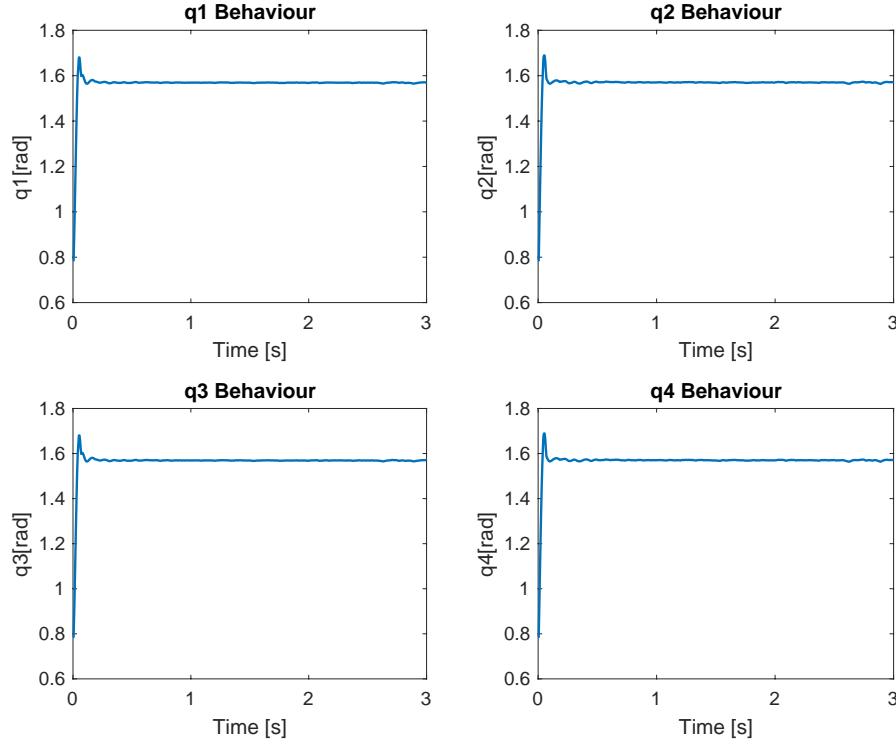 q1 Behaviour
1.8
1.6
1.4
1.2
1
0.8
0.6
q1[rad]
0 1 2 3
Time [s]
q2 Behaviour
1.8
1.6
1.4
1.2
1
0.8
0.6
q2[rad]
0 1 2 3
Time [s]
q3 Behaviour
1.8
1.6
1.4
1.2
1
0.8
0.6
q3[rad]
0 1 2 3
Time [s]
q4 Behaviour
1.8
1.6
1.4
1.2
1
0.8
0.6
q4[rad]
0 1 2 3
Time [s]